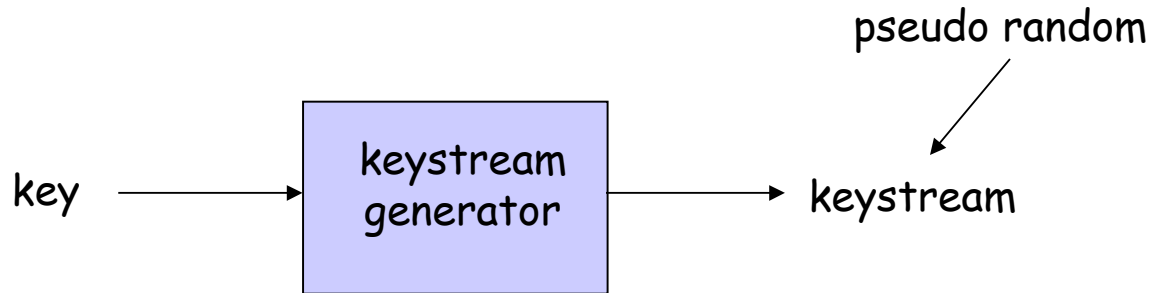 pseudo random
key
keystream
generator
keystream